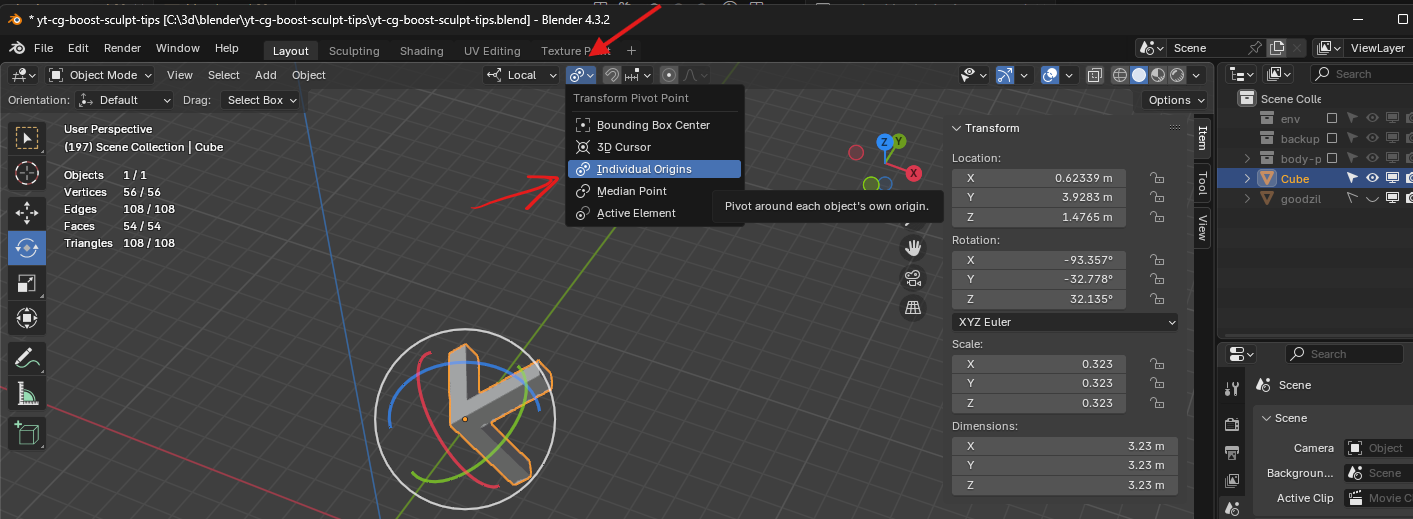 * yt-cg-boost-sculpt-tips [C:\3d\blender\yt-cg-boost-sculpt-tips\yt-cg-boost-sculpt-tips.blend] - Blender 4.3.2
File Edit Render Window Help Layout Sculpting Shading UV Editing Texture + Scene ViewLayer
Object Mode View Select Add Object Local Search
Orientation: Default Drag: Select Box Options
Transform Pivot Point
Bounding Box Center
3D Cursor
Individual Origins
Median Point
Active Element
Pivot around each object's own origin.
User Perspective
(197) Scene Collection | Cube
Objects 1 / 1
Vertices 56 / 56
Edges 108 / 108
Faces 54 / 54
Triangles 108 / 108
Z Y
X
Transform
Location:
X 0.62339 m
Y 3.9283 m
Z 1.4765 m
Rotation:
X -93.357°
Y -32.778°
Z 32.135°
XYZ Euler
Scale:
X 0.323
Y 0.323
Z 0.323
Dimensions:
X 3.23 m
Y 3.23 m
Z 3.23 m
Item
Tool
View
Scene Colle
env
backup
body-p
Cube
goodzil
Search
Scene
Scene
Camera Object
Backgroun... Scene
Active Clip Movie C